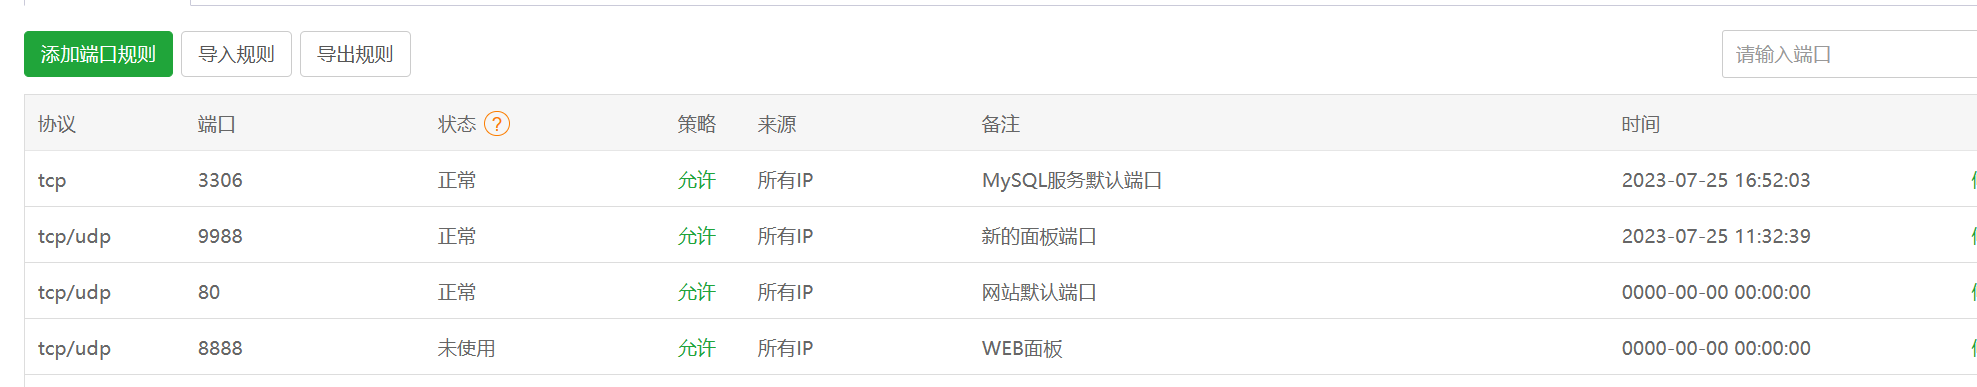 添加端口规则 导入规则 导出规则 请输入端口
协议 端口 状态 ? 策略 来源 备注 时间
tcp 3306 正常 允许 所有IP MySQL服务默认端口 2023-07-25 16:52:03
tcp/udp 9988 正常 允许 所有IP 新的面板端口 2023-07-25 11:32:39
tcp/udp 80 正常 允许 所有IP 网站默认端口 0000-00-00 00:00:00
tcp/udp 8888 未使用 允许 所有IP WEB面板 0000-00-00 00:00:00